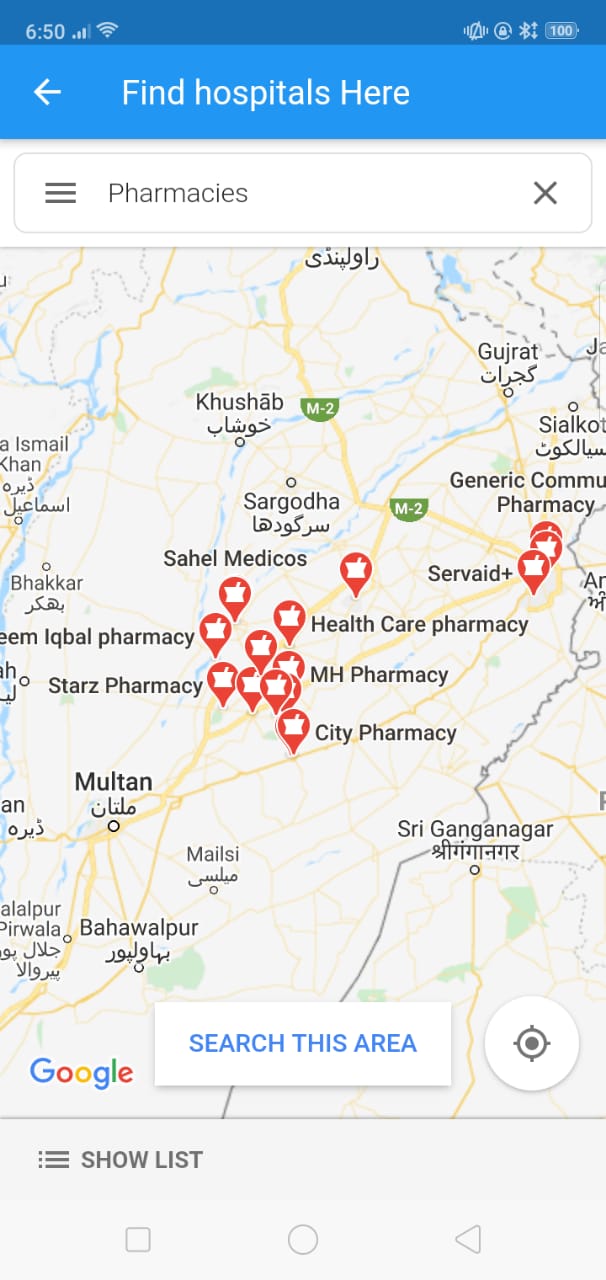 6:50
100
Find hospitals Here
Pharmacies
راولپنڈی
Gujrat
گجرات
Khushāb
خوشاب
M-2
Sialkot
سیالکوٹ
a Ismail
Khan
ڈیرہ
اسماعیل
Sargodha
سرگودھا
M-2
Generic Commu
Pharmacy
Sahel Medicos
Servaid+
Bhakkar
بھکر
eem Iqbal pharmacy
Health Care pharmacy
Starz Pharmacy
MH Pharmacy
City Pharmacy
Multan
ملتان
an
ڈیرہ
Sri Ganganagar
श्रीगंगानगर
Mailsi
میلسی
alalpur
Pirwala
جلال پور
پیروالا
Bahawalpur
بہاولپور
SEARCH THIS AREA
Google
SHOW LIST